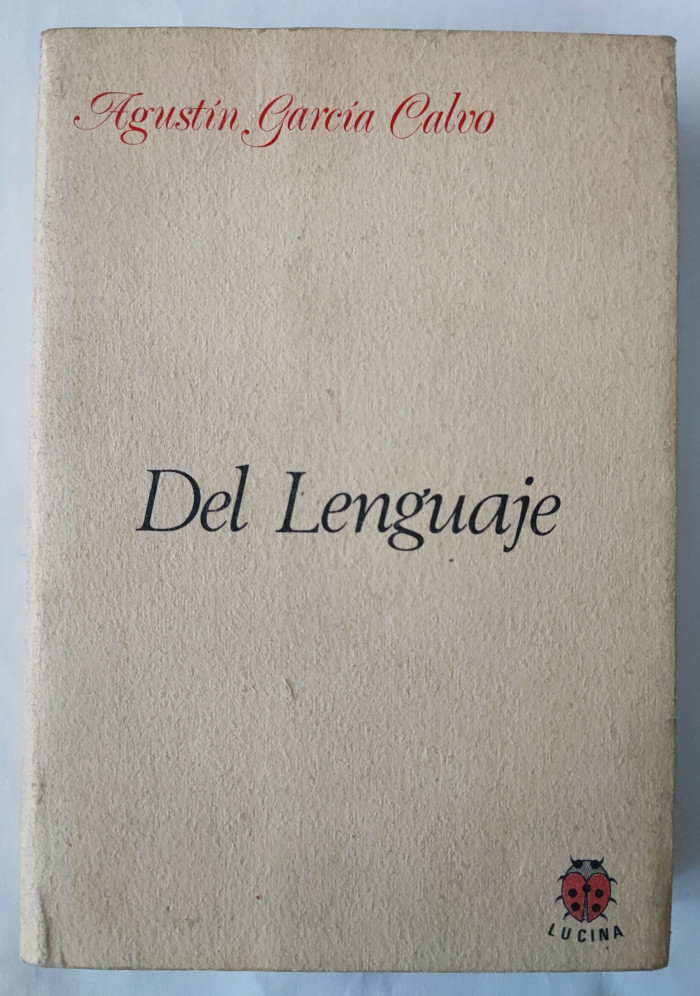 Agustín García Calvo
Del Lenguaje
LUCINA